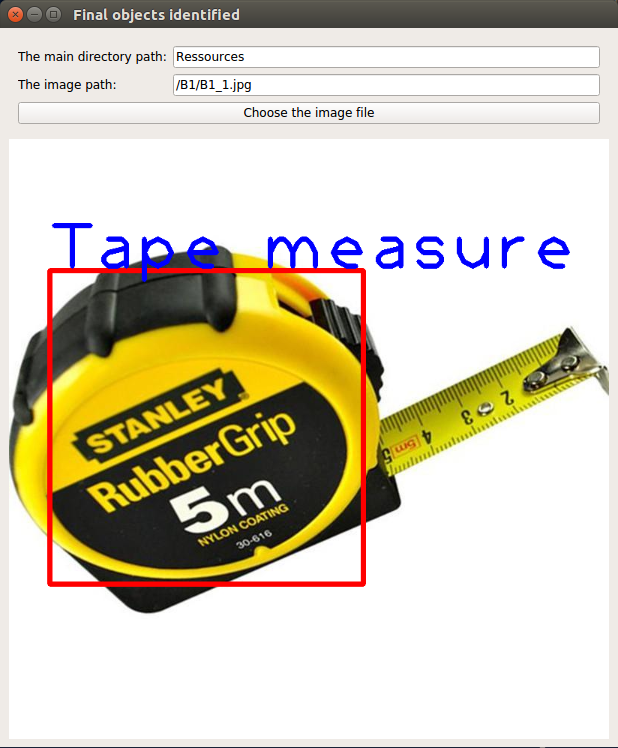 Final objects identified
The main directory path: Ressources
The image path: /B1/B1_1.jpg
Choose the image file
Tape measure
STANLEY
RubberGrip
5m
NYLON COATING
30-616
2
3
4
5m
5